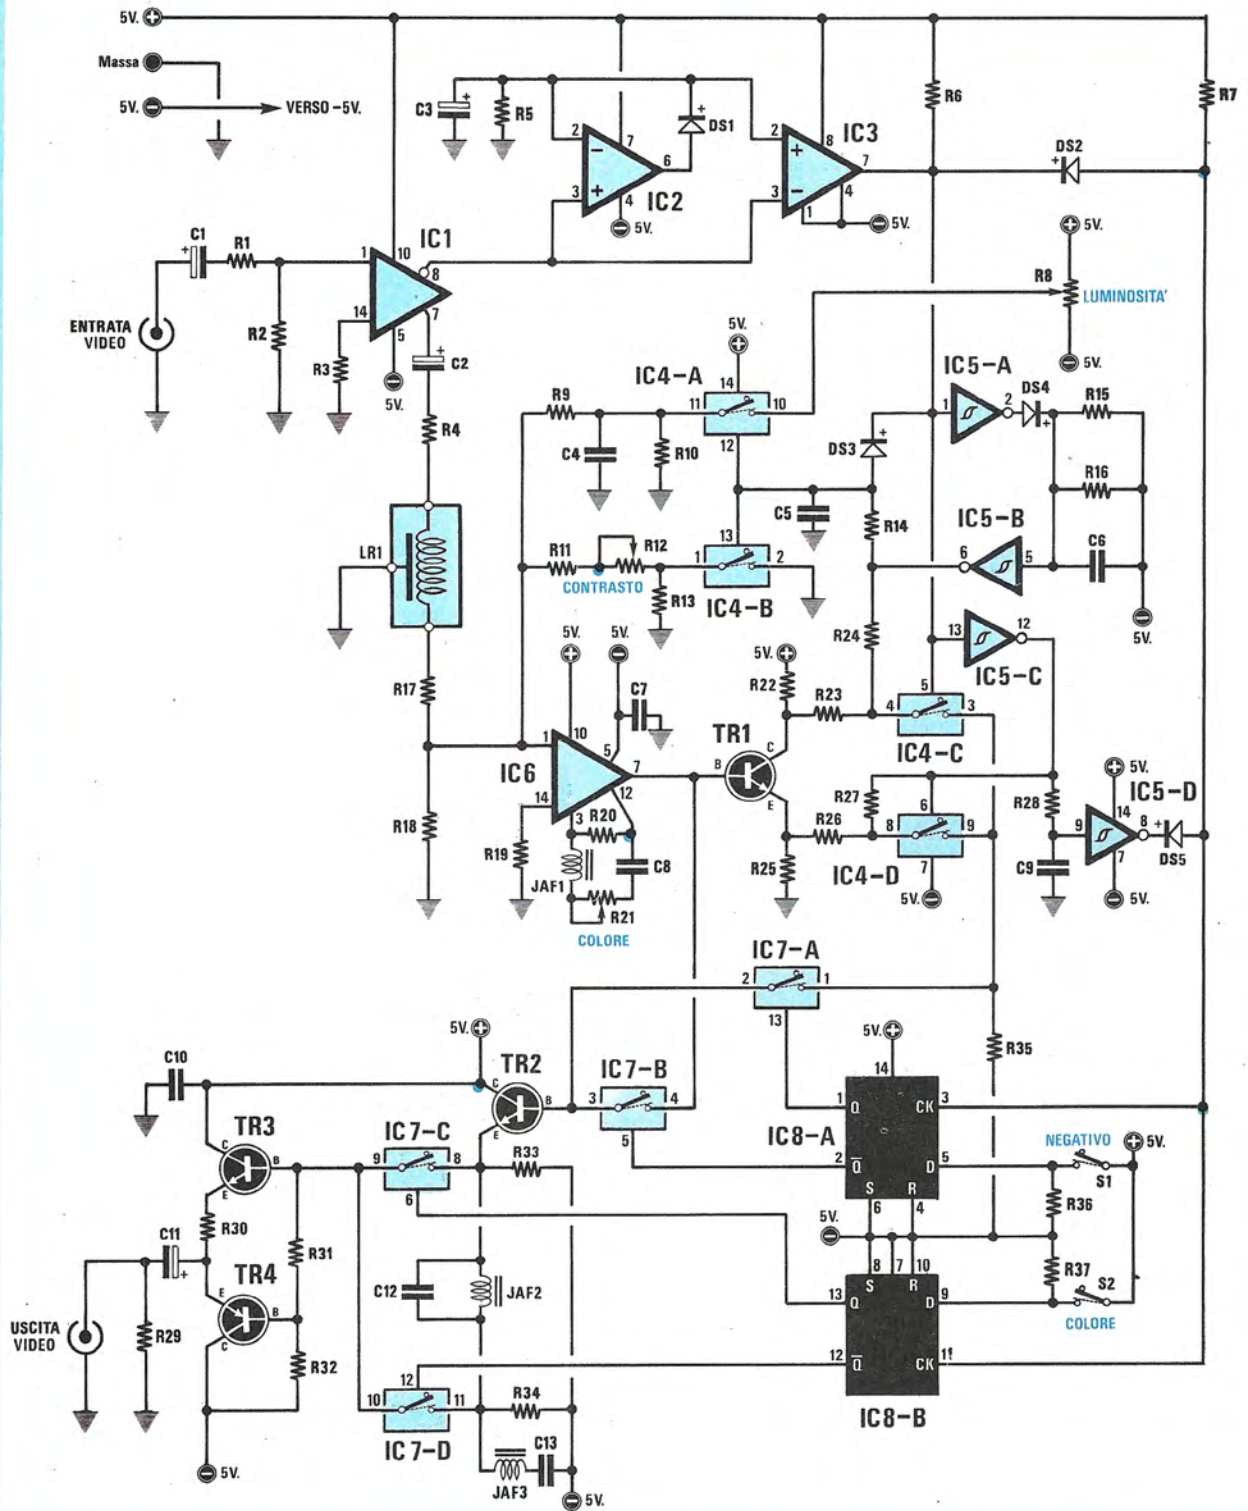 5V.
Massa
5V.
VERSO -5V.
C3
R5
2
7
6
3
4
IC2
5V.
DS1
IC3
2
8
7
3
1
4
5V.
R6
R7
DS2
5V.
R8
LUMINOSITA'
5V.
C1
R1
IC1
1
10
8
14
7
5
ENTRATA
VIDEO
R2
R3
5V.
C2
R4
5V.
IC4-A
14
11
10
12
R9
C4
R10
IC5-A
1
2
DS4
R15
DS3
R16
C5
R14
IC5-B
6
5
C6
5V.
LR1
R11
R12
CONTRASTO
R13
13
1
2
IC4-B
R24
13
12
IC5-C
R17
5V.
5V.
C7
5V.
R22
R23
5
4
3
IC4-C
TR1
B
C
E
IC6
1
10
5
7
12
14
3
R18
R19
R20
JAF1
C8
R21
COLORE
R25
R26
R27
6
8
9
7
IC4-D
5V.
R28
5V.
IC5-D
9
14
8
7
C9
DS5
5V.
IC7-A
2
1
13
R35
5V.
C10
TR2
C
B
E
IC7-B
3
4
5
5V.
14
IC8-A
1
Q
CK
3
2
Q
D
5
S
R
6
4
NEGATIVO
5V.
S1
R36
TR3
C
B
E
IC7-C
9
8
6
R33
R30
C11
R31
TR4
E
B
C
USCITA
VIDEO
R29
R32
C12
JAF2
5V.
8
7
10
S
R
13
Q
D
9
12
Q
CK
11
IC8-B
R37
S2
COLORE
12
10
11
IC7-D
R34
C13
JAF3
5V.
5V.